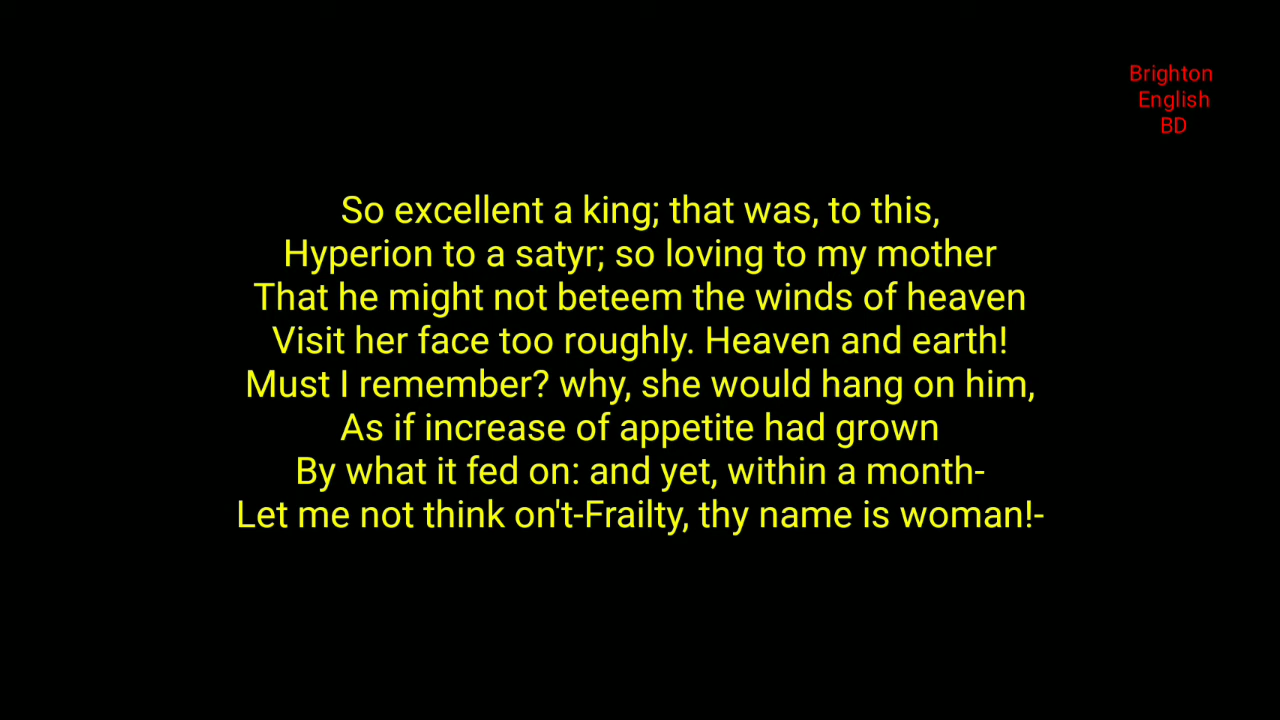 Brighton
English
BD
So excellent a king; that was, to this,
Hyperion to a satyr; so loving to my mother
That he might not beteem the winds of heaven
Visit her face too roughly. Heaven and earth!
Must I remember? why, she would hang on him,
As if increase of appetite had grown
By what it fed on: and yet, within a month-
Let me not think on't-Frailty, thy name is woman!-